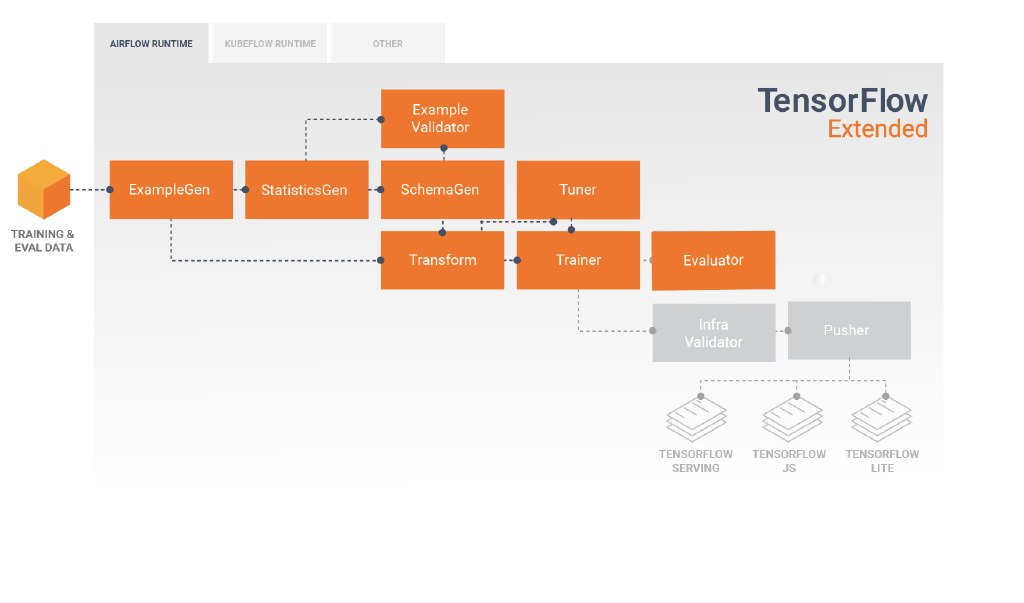 AIRFLOW RUNTIME
KUBEFLOW RUNTIME
OTHER
TensorFlow
Extended
Example
Validator
ExampleGen
StatisticsGen
SchemaGen
Tuner
TRAINING &
EVAL DATA
Transform
Trainer
Evaluator
Infra
Validator
Pusher
TENSORFLOW
SERVING
TENSORFLOW
JS
TENSORFLOW
LITE